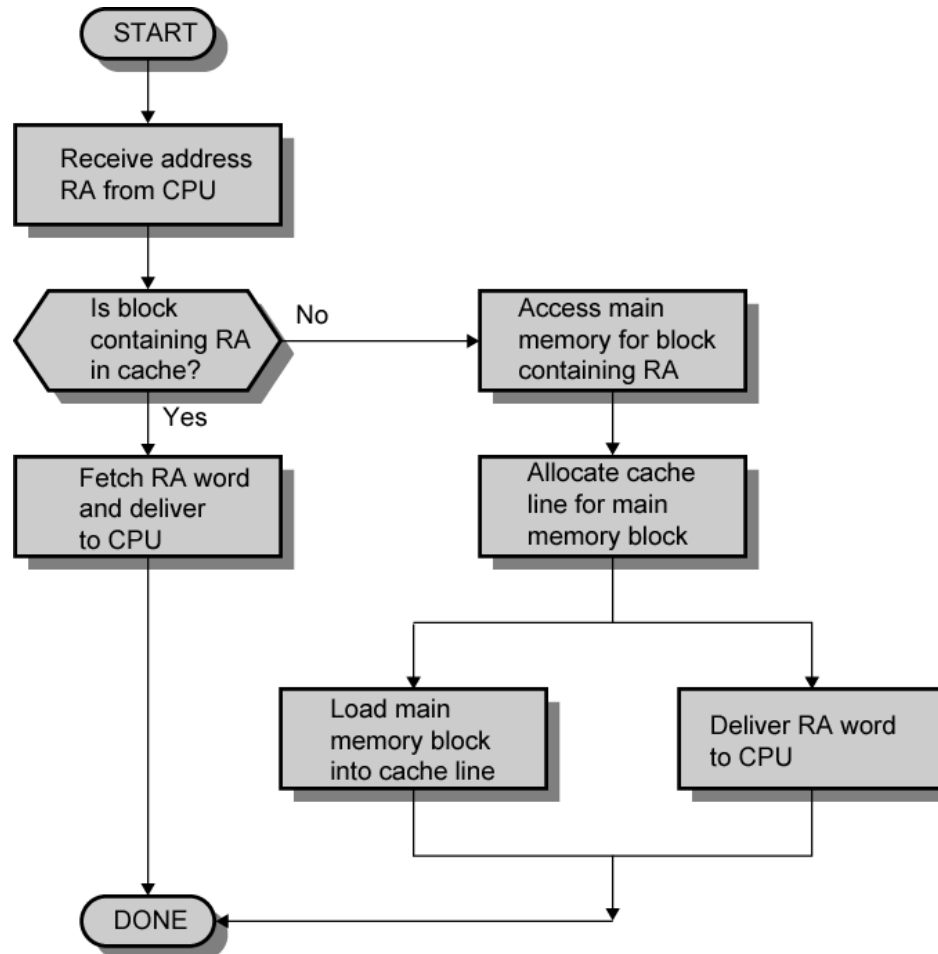 START
Receive address
RA from CPU
Is block
containing RA
in cache?
No
Access main
memory for block
containing RA
Yes
Fetch RA word
and deliver
to CPU
Allocate cache
line for main
memory block
Load main
memory block
into cache line
Deliver RA word
to CPU
DONE